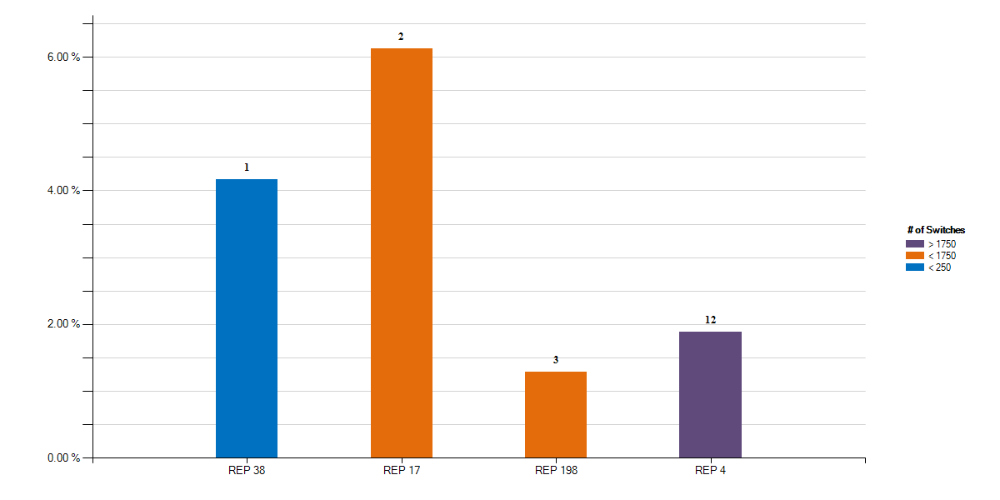 2
6.00 %
1
4.00 %
2.00 %
12
3
0.00 %
REP 38
REP 17
REP 198
REP 4
# of Switches
> 1750
< 1750
< 250